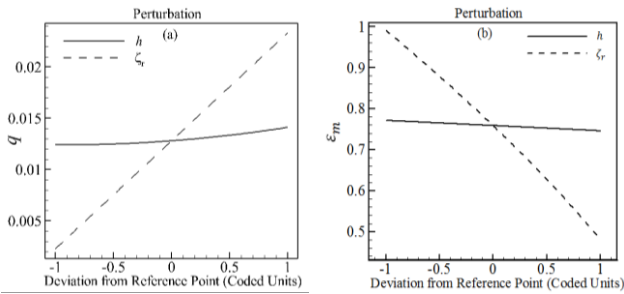 Perturbation
(a)
h
ζr
0.02
0.015
0.01
0.005
q
-1
-0.5
0
0.5
1
Deviation from Reference Point (Coded Units)
Perturbation
(b)
h
ζr
1
0.9
0.8
0.7
0.6
0.5
εm
-1
-0.5
0
0.5
1
Deviation from Reference Point (Coded Units)